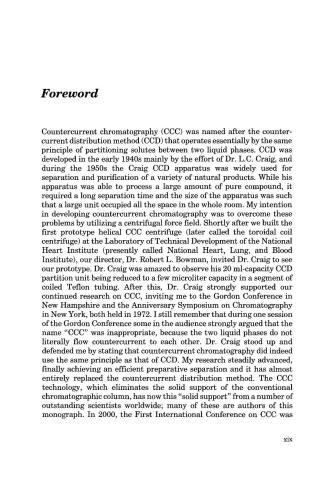 Foreword
Countercurrent chromatography (CCC) was named after the counter-
current distribution method (CCD) that operates essentially by the same
principle of partitioning solutes between two liquid phases. CCD was
developed in the early 1940s mainly by the effort of Dr. L.C. Craig, and
during the 1950s the Craig CCD apparatus was widely used for
separation and purification of a variety of natural products. While his
apparatus was able to process a large amount of pure compound, it
required a long separation time and the size of the apparatus was such
that a large unit occupied all the space in the whole room. My intention
in developing countercurrent chromatography was to overcome these
problems by utilizing a centrifugal force field. Shortly after we built the
first prototype helical CCC centrifuge (later called the toroidal coil
centrifuge) at the Laboratory of Technical Development of the National
Heart Institute (presently called National Heart, Lung, and Blood
Institute), our director, Dr. Robert L. Bowman, invited Dr. Craig to see
our prototype. Dr. Craig was amazed to observe his 20 ml-capacity CCD
partition unit being reduced to a few microliter capacity in a segment of
coiled Teflon tubing. After this, Dr. Craig strongly supported our
continued research on CCC, inviting me to the Gordon Conference in
New Hampshire and the Anniversary Symposium on Chromatography
in New York, both held in 1972. I still remember that during one session
of the Gordon Conference some in the audience strongly argued that the
name "CCC" was inappropriate, because the two liquid phases do not
literally flow countercurrent to each other. Dr. Craig stood up and
defended me by stating that countercurrent chromatography did indeed
use the same principle as that of CCD. My research steadily advanced,
finally achieving an efficient preparative separation and it has almost
entirely replaced the countercurrent distribution method. The CCC
technology, which eliminates the solid support of the conventional
chromatographic column, has now this "solid support" from a number of
outstanding scientists worldwide; many of these are authors of this
monograph. In 2000, the First International Conference on CCC was
xix